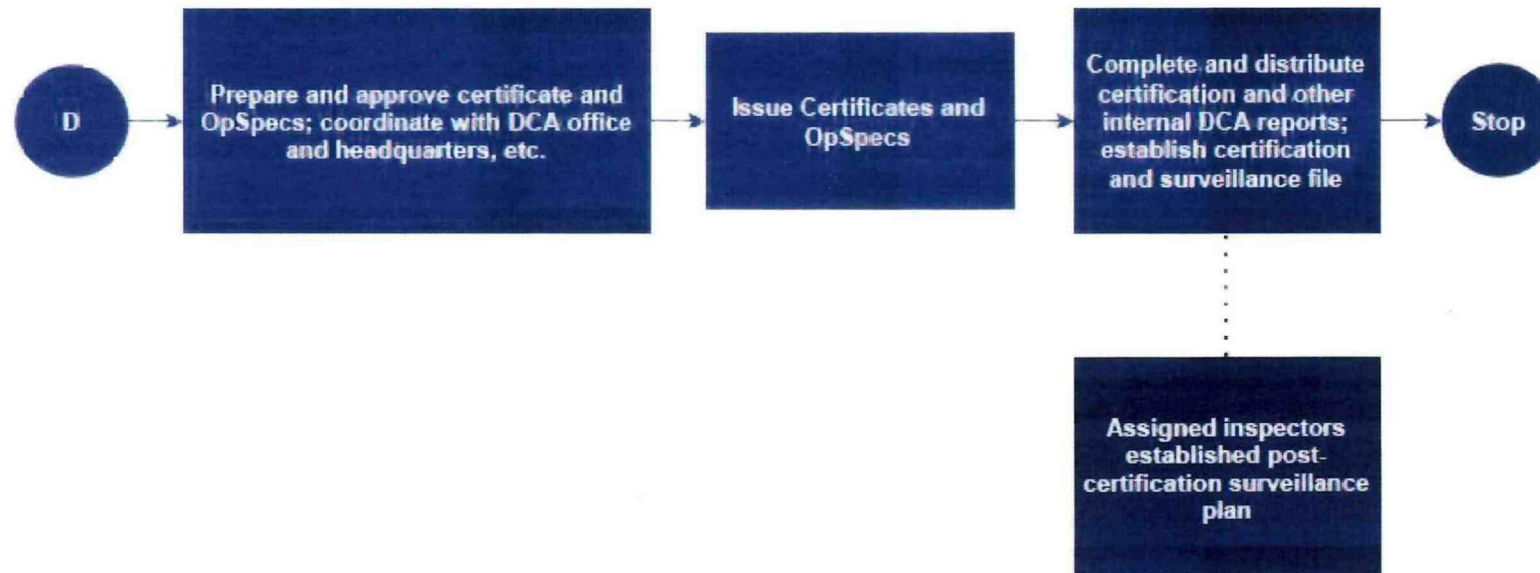 D
Prepare and approve certificate and
OpSpecs; coordinate with DCA office
and headquarters, etc.
Issue Certificates and
OpSpecs
Complete and distribute
certification and other
internal DCA reports;
establish certification
and surveillance file
Stop
Assigned inspectors
established post-
certification surveillance
plan